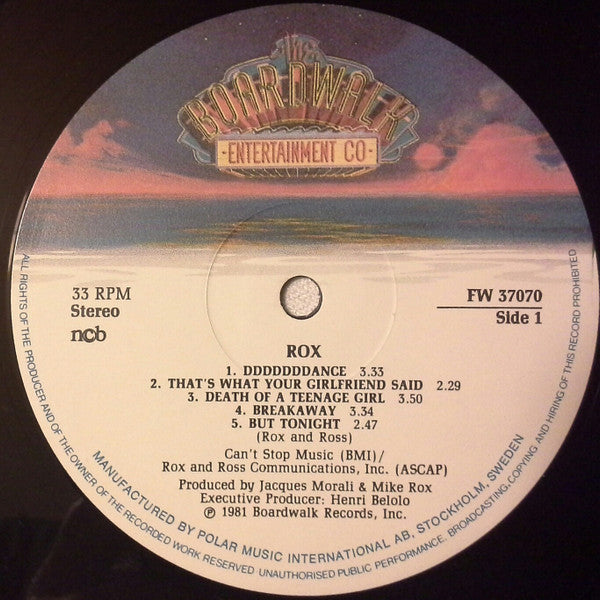 The
BOARDWALK
·ENTERTAINMENT CO·
33 RPM
Stereo
ncb
FW 37070
Side 1
ROX
1. DDDDDDDANCE 3.33
2. THAT'S WHAT YOUR GIRLFRIEND SAID 2.29
3. DEATH OF A TEENAGE GIRL 3.50
4. BREAKAWAY 3.34
5. BUT TONIGHT 2.47
(Rox and Ross)
Can't Stop Music (BMI)/
Rox and Ross Communications, Inc. (ASCAP)
Produced by Jacques Morali & Mike Rox
Executive Producer: Henri Belolo
℗ 1981 Boardwalk Records, Inc.
MANUFACTURED BY POLAR MUSIC INTERNATIONAL AB, STOCKHOLM, SWEDEN
ALL RIGHTS OF THE PRODUCER AND OF THE OWNER OF THE RECORDED WORK RESERVED UNAUTHORISED PUBLIC PERFORMANCE, BROADCASTING, COPYING AND HIRING OF THIS RECORD PROHIBITED